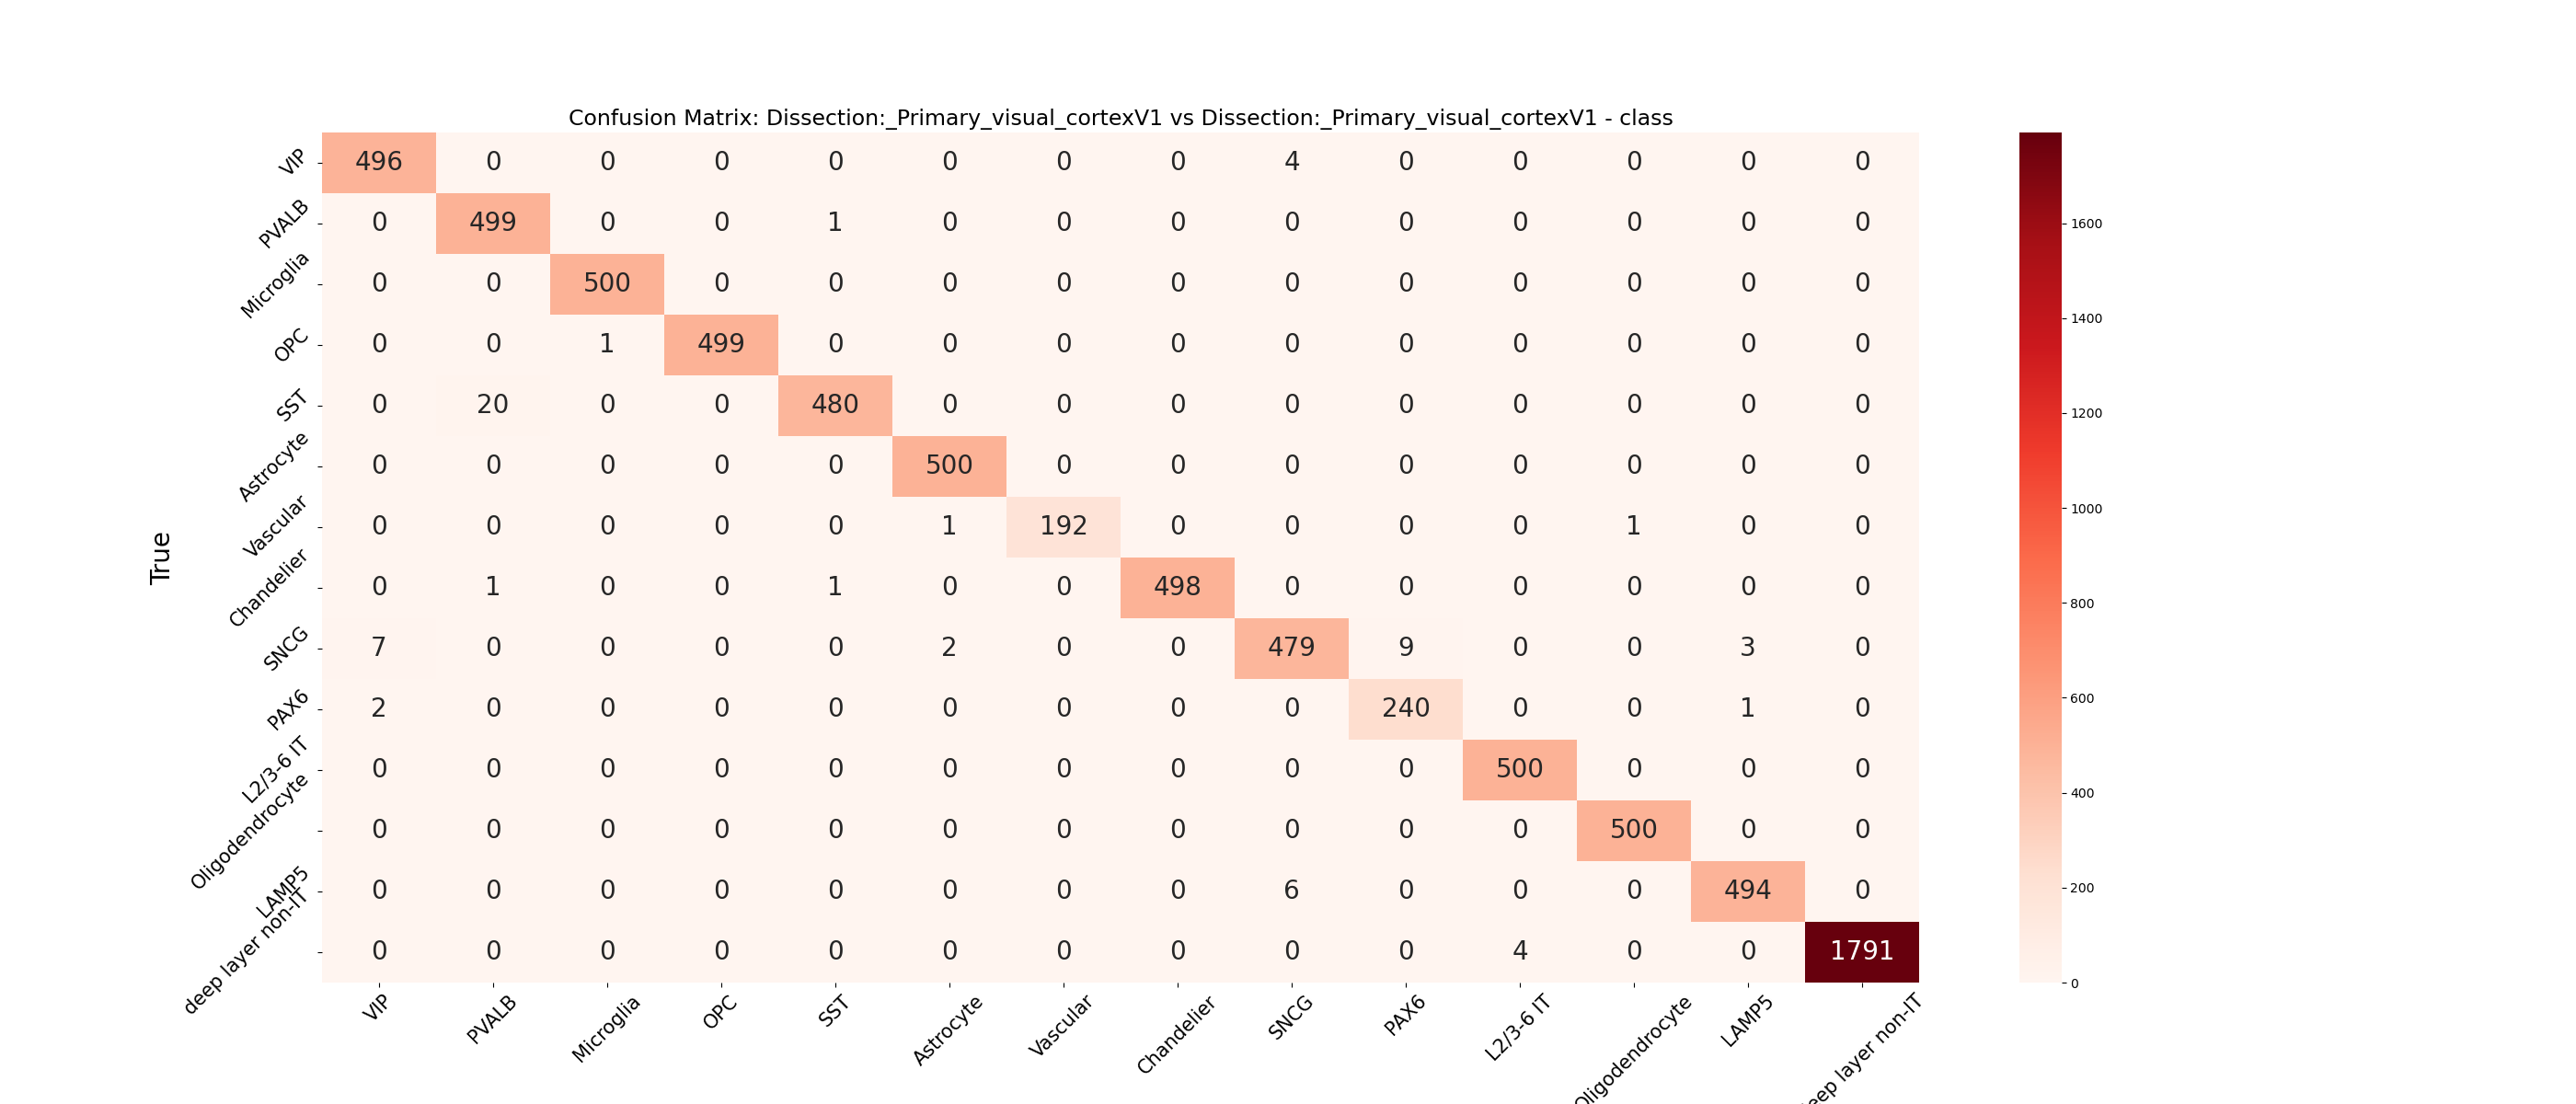 Confusion Matrix: Dissection:_Primary_visual_cortexV1 vs Dissection:_Primary_visual_cortexV1 - class
True
VIP 496 0 0 0 0 0 0 0 4 0 0 0 0 0
PVALB 0 499 0 0 1 0 0 0 0 0 0 0 0 0
Microglia 0 0 500 0 0 0 0 0 0 0 0 0 0 0
OPC 0 0 1 499 0 0 0 0 0 0 0 0 0 0
SST 0 20 0 0 480 0 0 0 0 0 0 0 0 0
Astrocyte 0 0 0 0 0 500 0 0 0 0 0 0 0 0
Vascular 0 0 0 0 0 1 192 0 0 0 0 1 0 0
Chandelier 0 1 0 0 1 0 0 498 0 0 0 0 0 0
SNCG 7 0 0 0 0 2 0 0 479 9 0 0 3 0
PAX6 2 0 0 0 0 0 0 0 0 240 0 0 1 0
L2/3-6 IT 0 0 0 0 0 0 0 0 0 0 500 0 0 0
Oligodendrocyte 0 0 0 0 0 0 0 0 0 0 0 500 0 0
LAMP5 0 0 0 0 0 0 0 0 6 0 0 0 494 0
deep layer non-IT 0 0 0 0 0 0 0 0 0 0 4 0 0 1791
VIP PVALB Microglia OPC SST Astrocyte Vascular Chandelier SNCG PAX6 L2/3-6 IT Oligodendrocyte LAMP5 layer non-IT
1600
1400
1200
1000
800
600
400
200
0